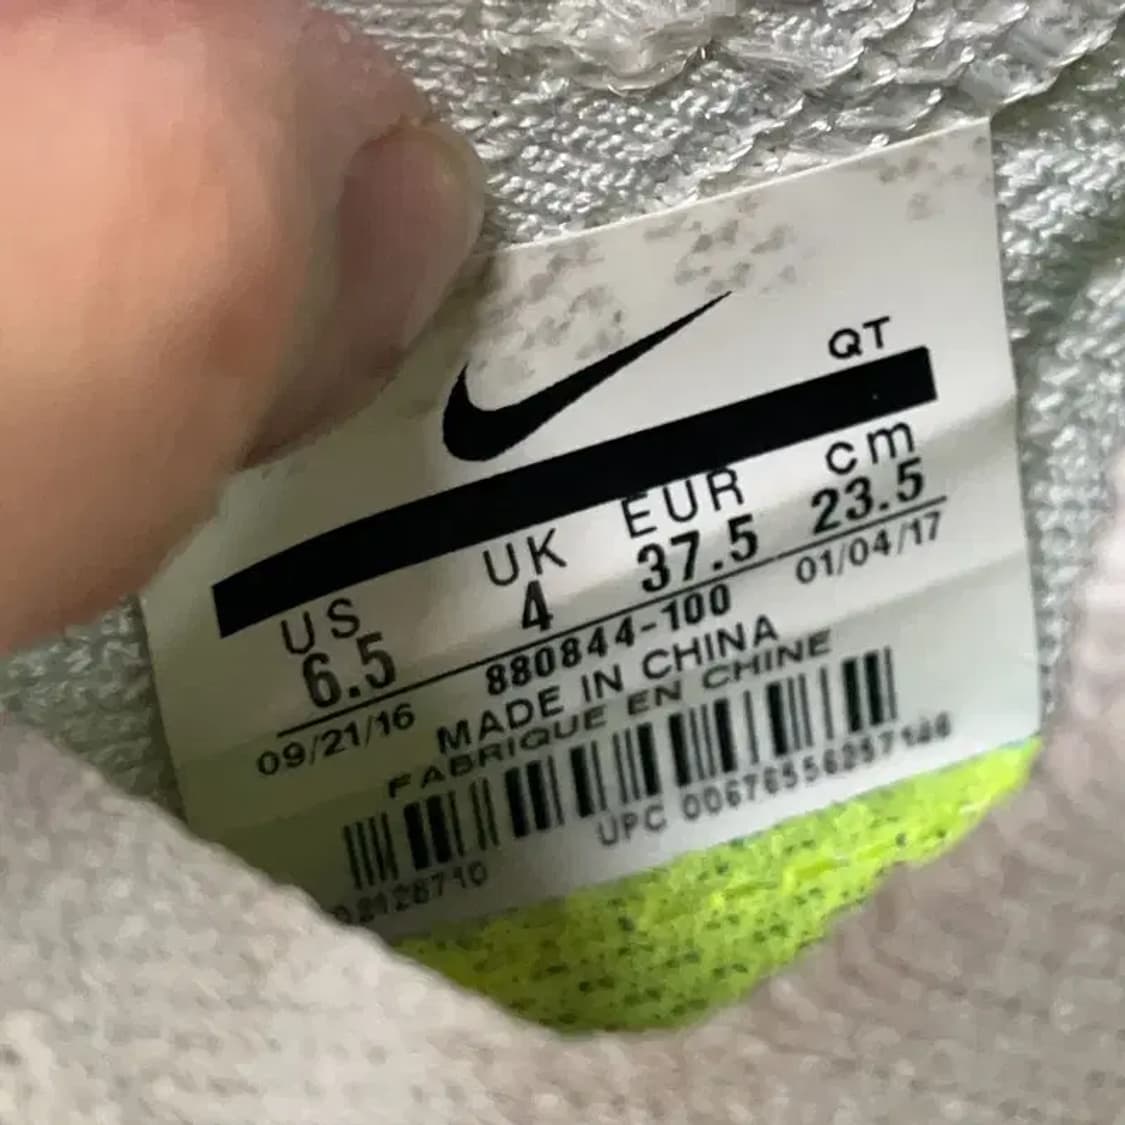 QT
US UK EUR cm
6.5 4 37.5 23.5
09/21/16 880844-100 01/04/17
MADE IN CHINA
FABRIQUE EN CHINE
UPC